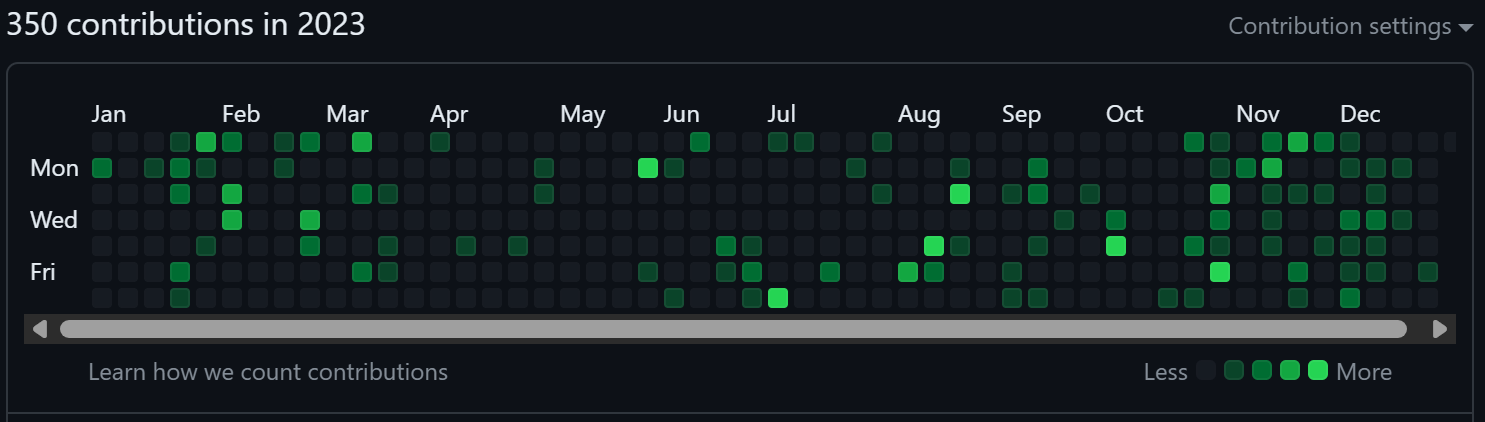 350 contributions in 2023
Contribution settings
Jan Feb Mar Apr May Jun Jul Aug Sep Oct Nov Dec
Mon
Wed
Fri
Learn how we count contributions
Less More